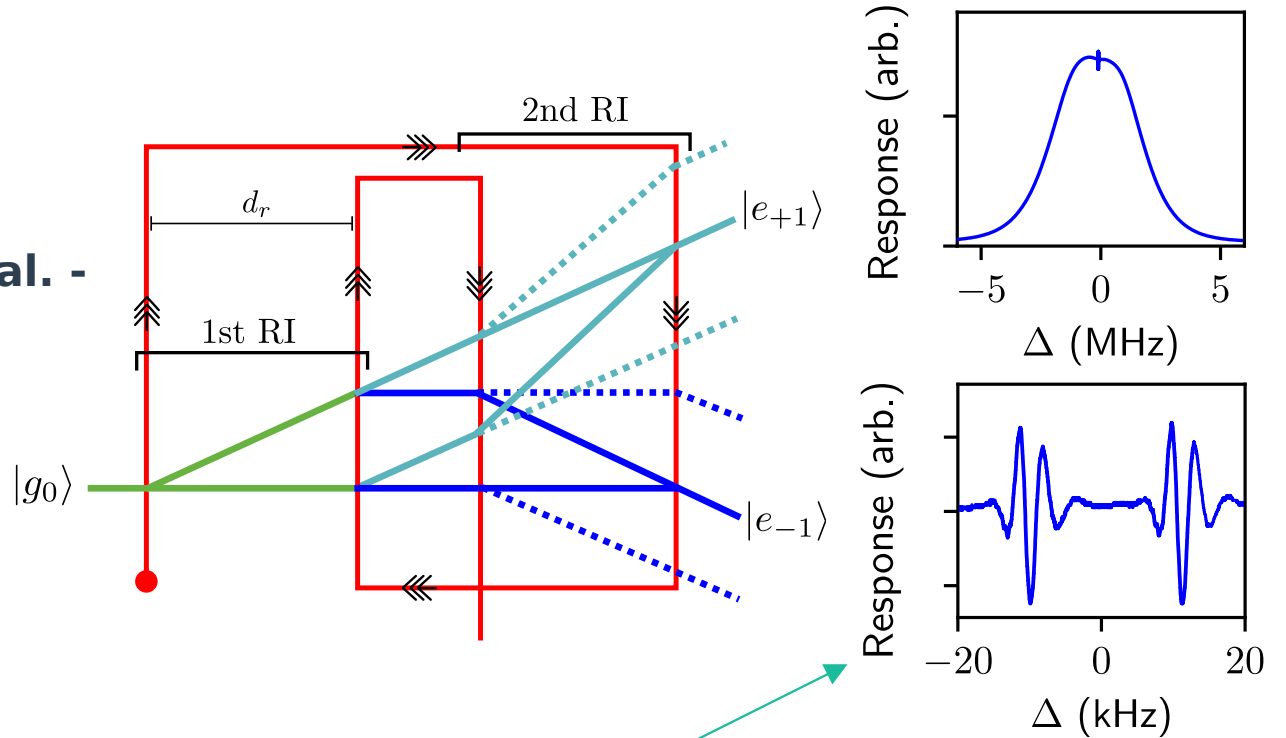 al. -
2nd RI
d_r
1st RI
|g_0⟩
|e_{+1}⟩
|e_{−1}⟩
Response (arb.)
−5 0 5
Δ (MHz)
Response (arb.)
−20 0 20
Δ (kHz)